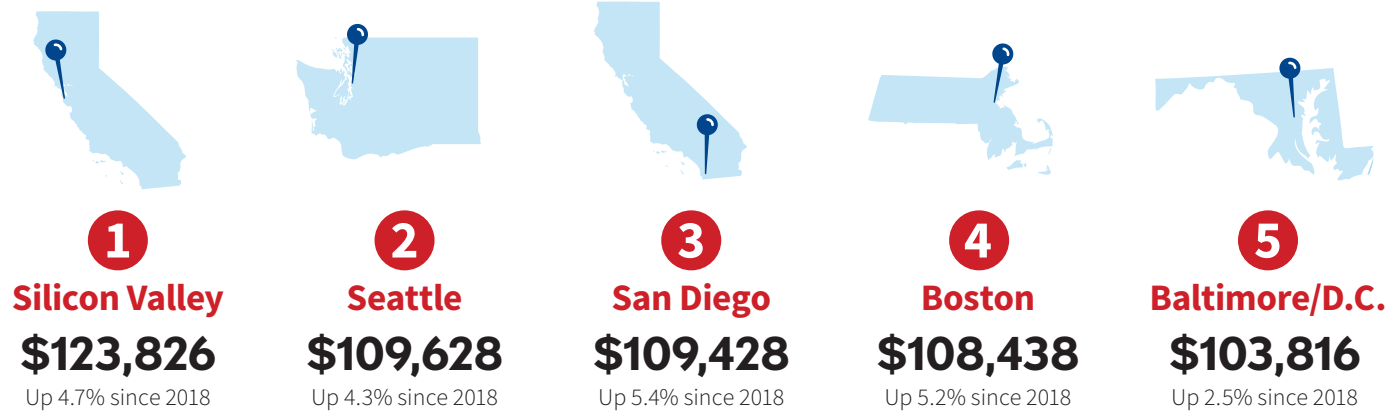 1
Silicon Valley
$123,826
Up 4.7% since 2018
2
Seattle
$109,628
Up 4.3% since 2018
3
San Diego
$109,428
Up 5.4% since 2018
4
Boston
$108,438
Up 5.2% since 2018
5
Baltimore/D.C.
$103,816
Up 2.5% since 2018